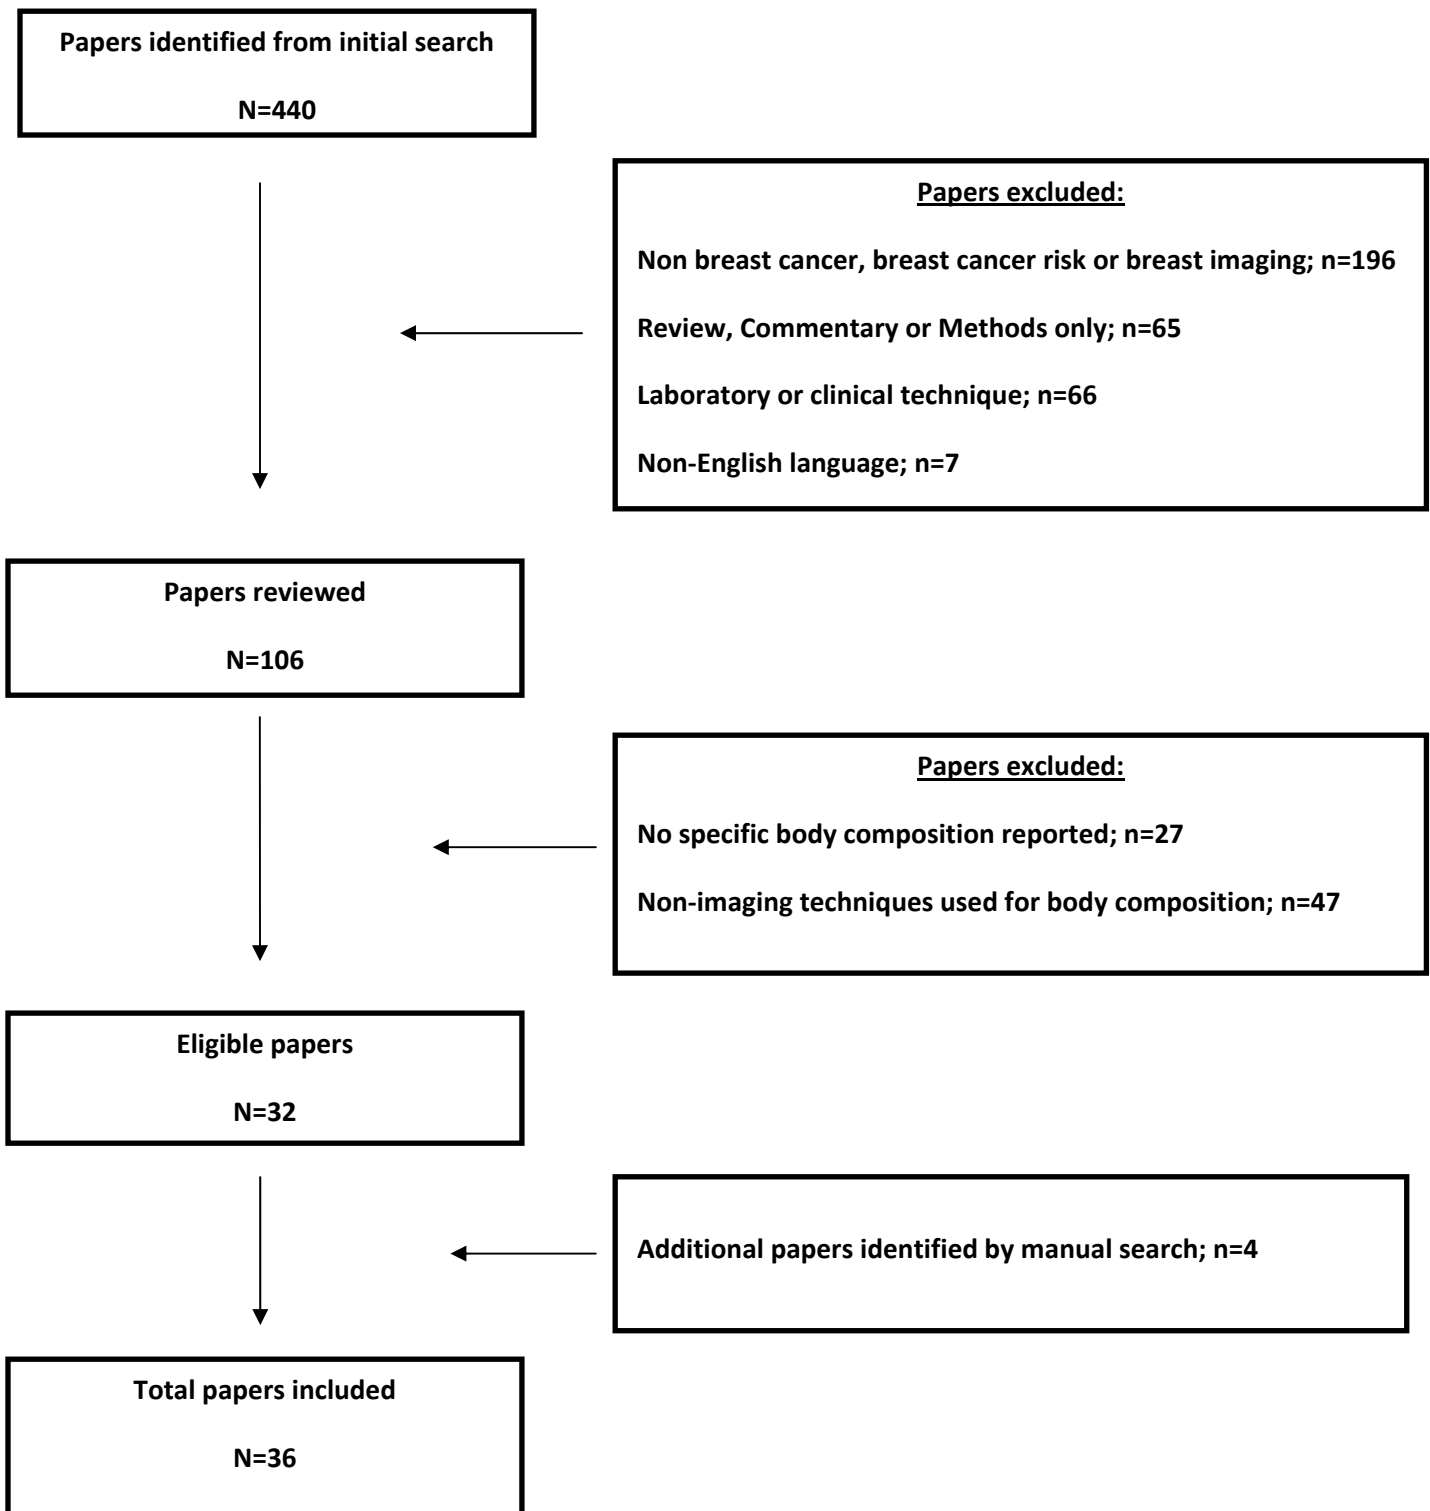 Papers identified from initial search
N=440
Papers excluded:
Non breast cancer, breast cancer risk or breast imaging; n=196
Review, Commentary or Methods only; n=65
Laboratory or clinical technique; n=66
Non-English language; n=7
Papers reviewed
N=106
Papers excluded:
No specific body composition reported; n=27
Non-imaging techniques used for body composition; n=47
Eligible papers
N=32
Additional papers identified by manual search; n=4
Total papers included
N=36